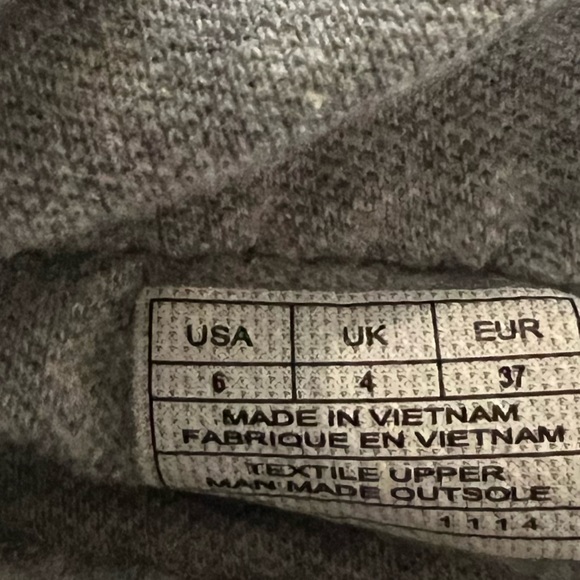 USA UK EUR
6 4 37
MADE IN VIETNAM
FABRIQUE EN VIETNAM
TEXTILE UPPER
MAN MADE OUTSOLE
1114